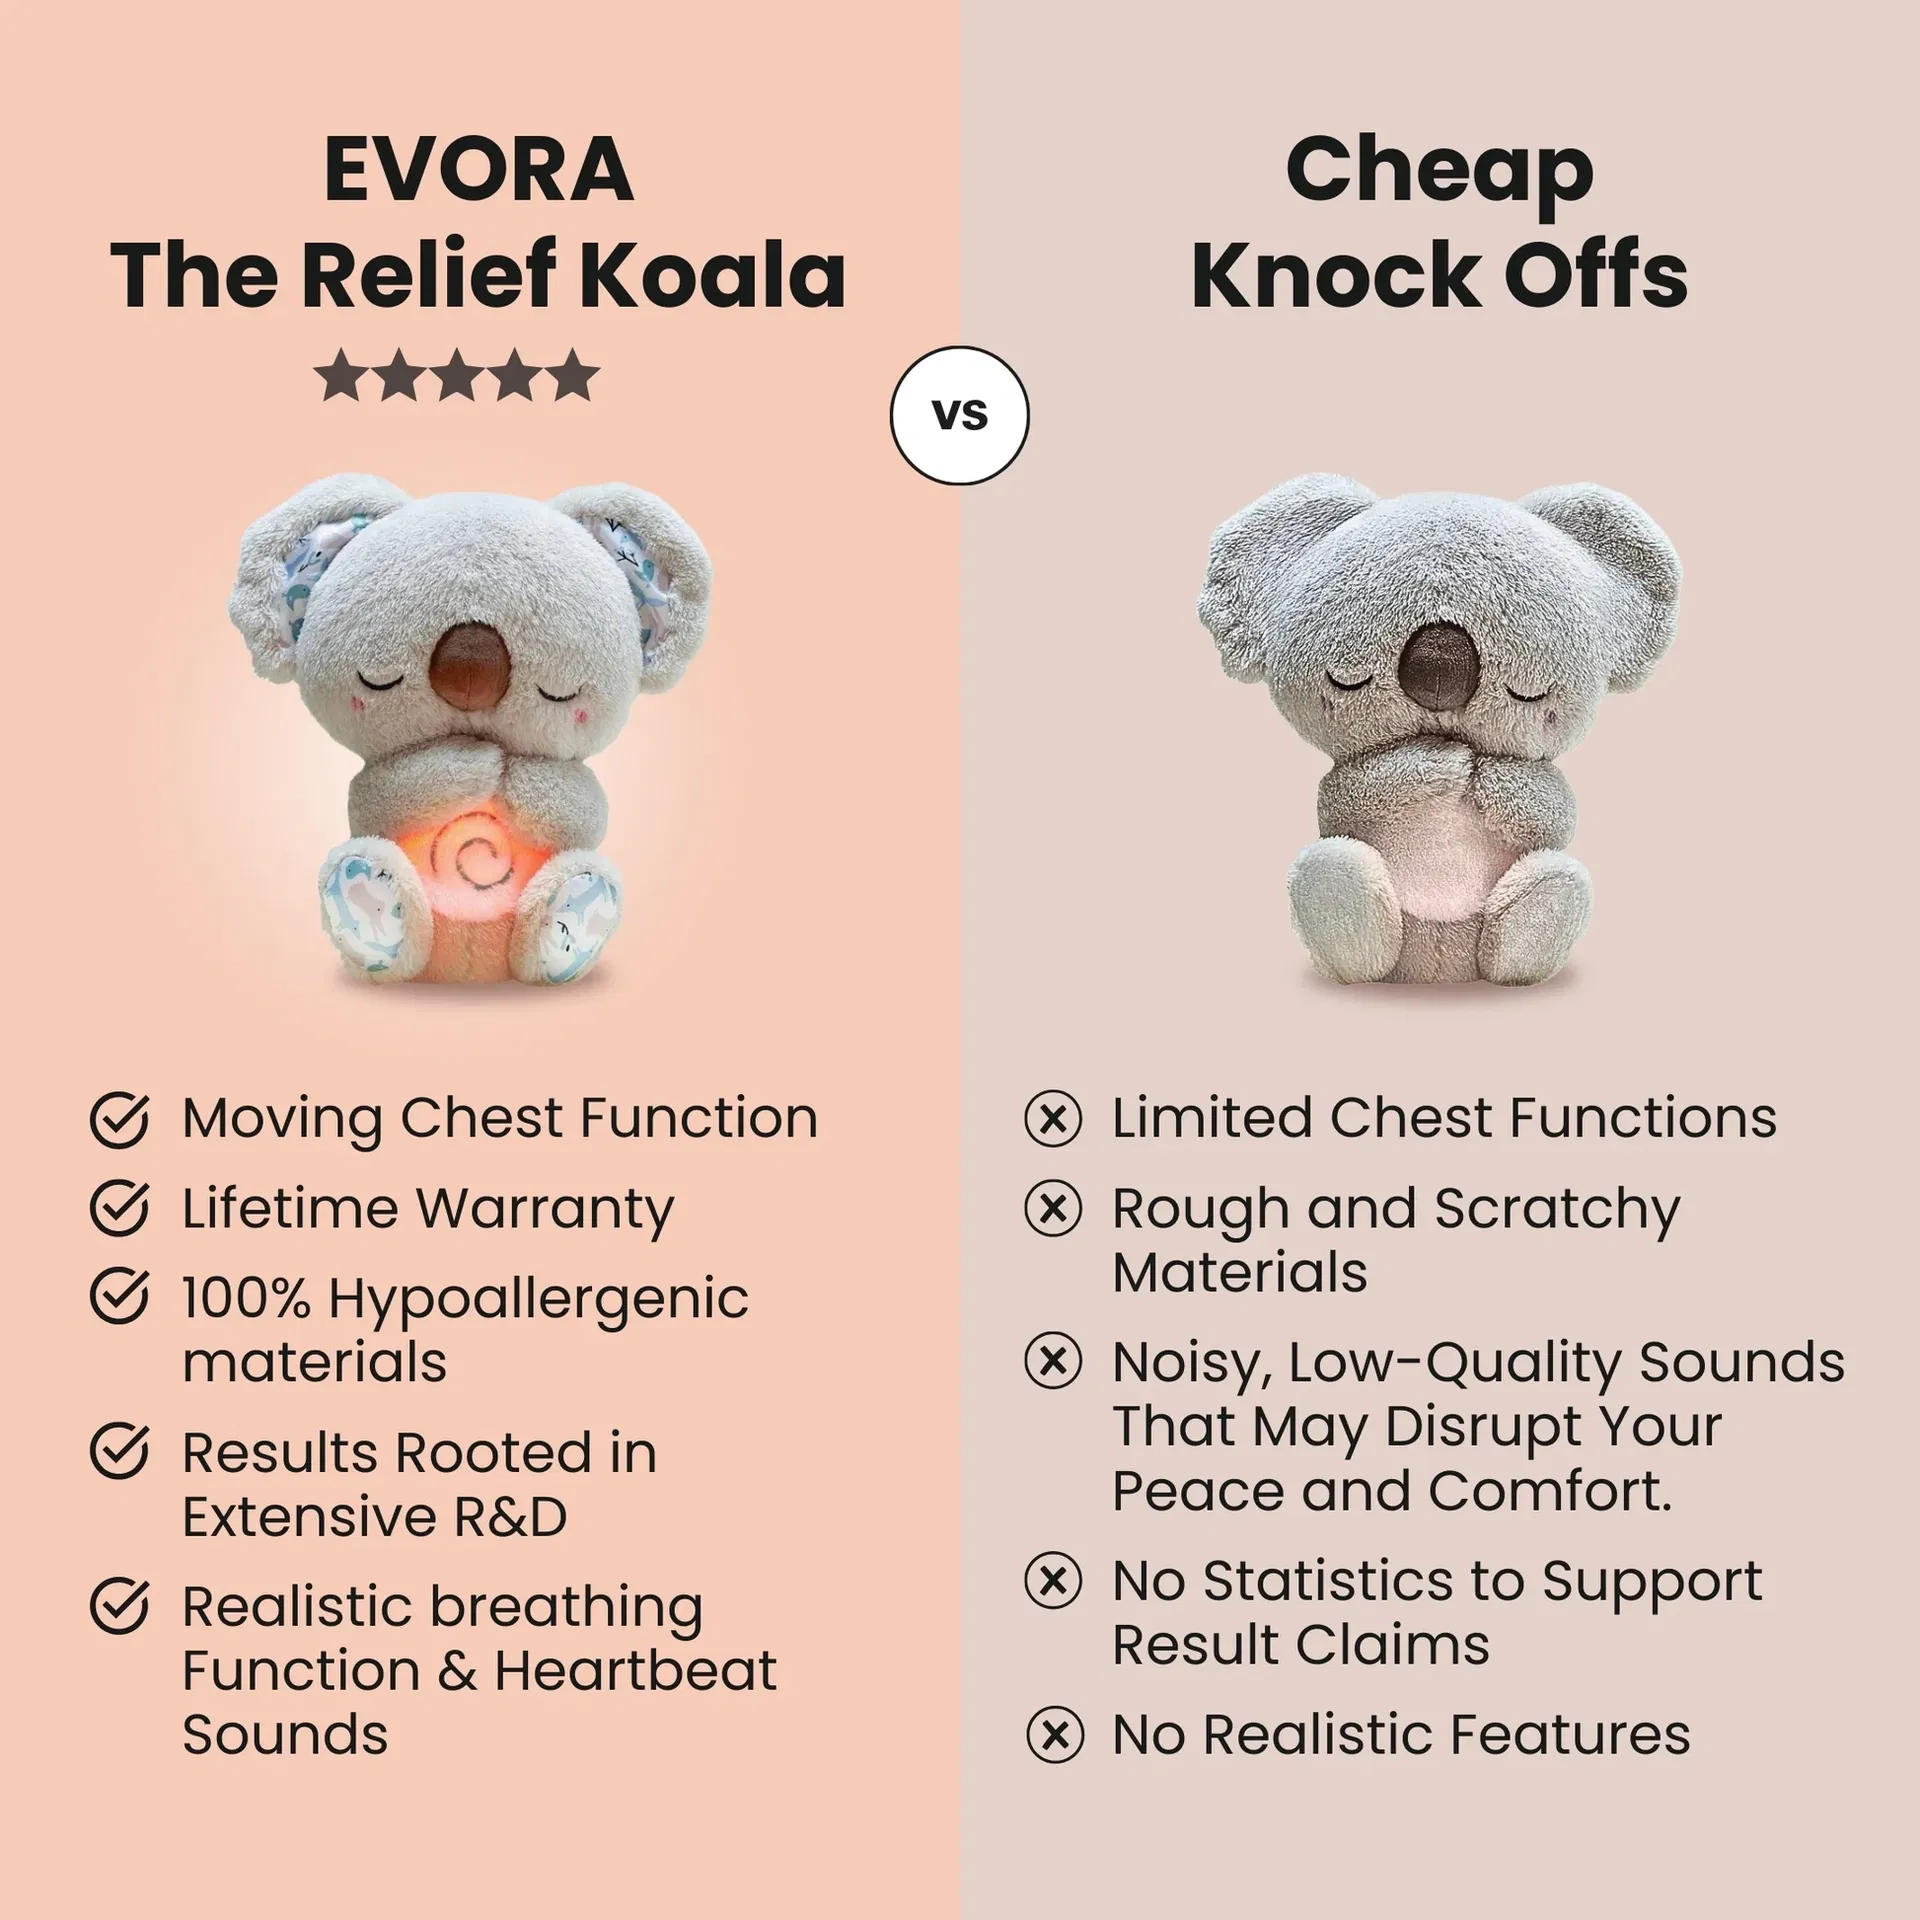 EVORA
The Relief Koala
vs
Cheap
Knock Offs
Moving Chest Function
Lifetime Warranty
100% Hypoallergenic
materials
Results Rooted in
Extensive R&D
Realistic breathing
Function & Heartbeat
Sounds
Limited Chest Functions
Rough and Scratchy
Materials
Noisy, Low-Quality Sounds
That May Disrupt Your
Peace and Comfort.
No Statistics to Support
Result Claims
No Realistic Features